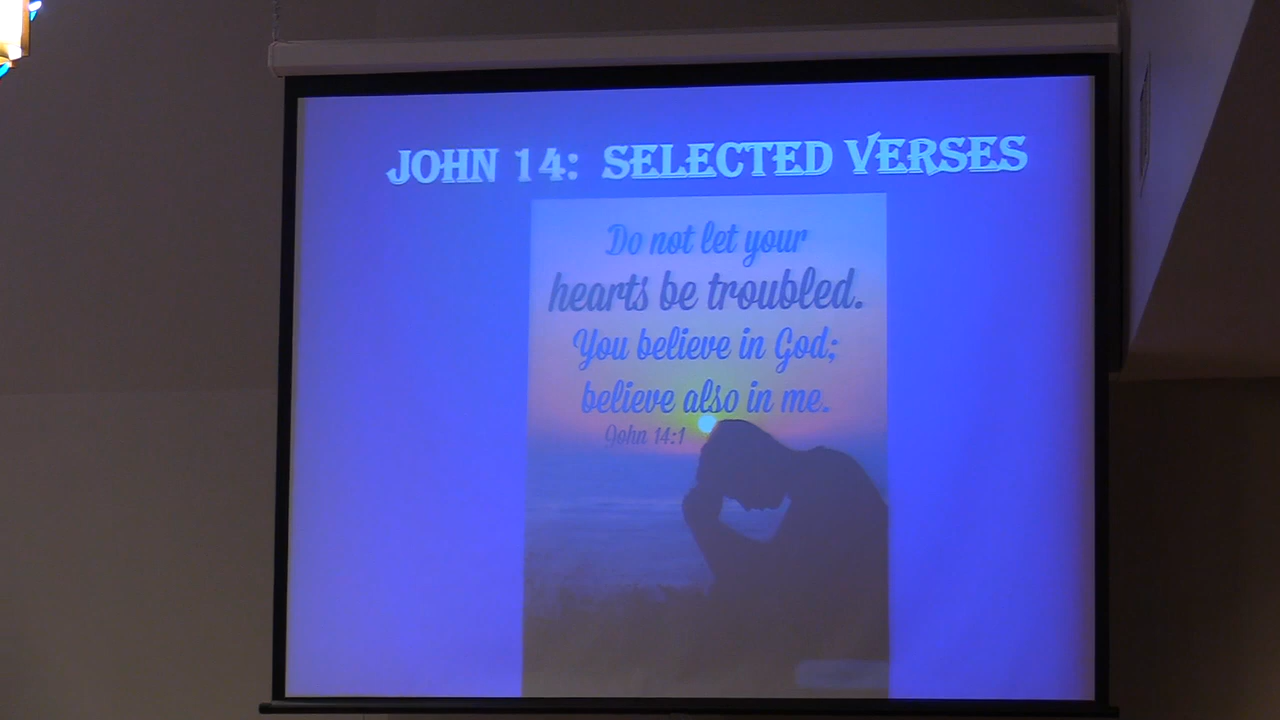 JOHN 14: SELECTED VERSES
Do not let your
hearts be troubled.
You believe in God;
believe also in me.
John 14:1